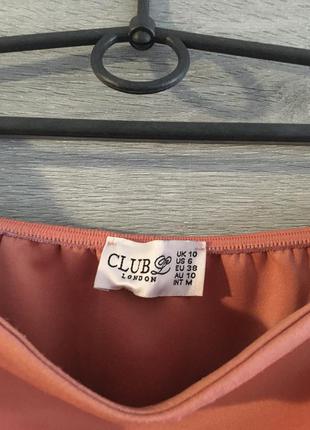 CLUB L
LONDON
UK 10
US 6
EU 38
AU 10
INT M